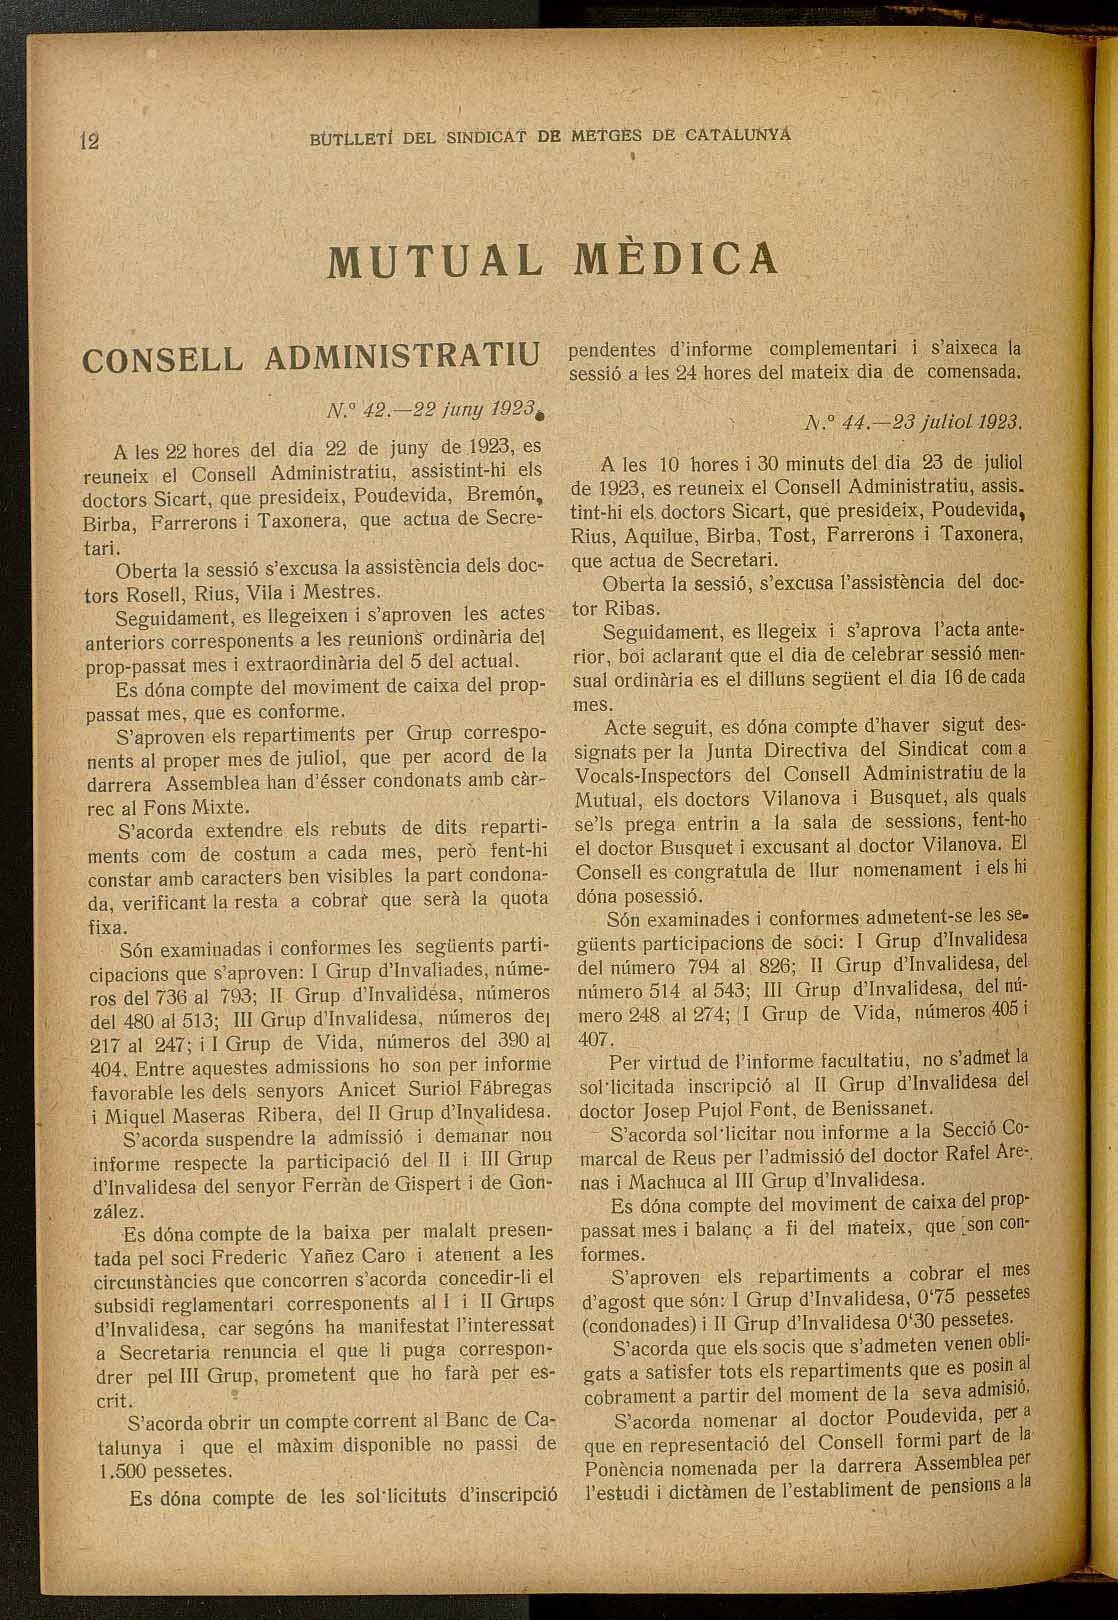 12
BUTLLETÍ DEL SINDICAT DE METGES DE CATALUNYA
MUTUAL MÈDICA
CONSELL ADMINISTRATIU
N.º 42.—22 juny 1923.
A les 22 hores del dia 22 de juny de 1923, es
reuneix el Consell Administratiu, assistint-hi els
doctors Sicart, que presideix, Poudevida, Bremón,
Birba, Farrerons i Taxonera, que actua de Secre-
tari.
Oberta la sessió s'excusa la assistència dels doc-
tors Rosell, Rius, Vila i Mestres.
Seguidament, es llegeixen i s'aproven les actes
anteriors corresponents a les reunions ordinària del
prop-passat mes i extraordinària del 5 del actual.
Es dóna compte del moviment de caixa del prop-
passat mes, que es conforme.
S'aproven els repartiments per Grup correspo-
nents al proper mes de juliol, que per acord de la
darrera Assemblea han d'ésser condonats amb càr-
rec al Fons Mixte.
S'acorda extendre els rebuts de dits reparti-
ments com de costum a cada mes, però fent-hi
constar amb caracters ben visibles la part condona-
da, verificant la resta a cobrar que serà la quota
fixa.
Són examinadas i conformes les següents parti-
cipacions que s'aproven: I Grup d'Invaliades, núme-
ros del 736 al 793; II Grup d'Invalidésa, números
del 480 al 513; III Grup d'Invalidesa, números del
217 al 247; i I Grup de Vida, números del 390 al
404. Entre aquestes admissions ho son per informe
favorable les dels senyors Anicet Suriol Fábregas
i Miquel Maseras Ribera, del II Grup d'Invalidesa.
S'acorda suspendre la admissió i demanar nou
informe respecte la participació del II i III Grup
d'Invalidesa del senyor Ferràn de Gispert i de Gon-
zález.
Es dóna compte de la baixa per malalt presen-
tada pel soci Frederic Yañez Caro i atenent a les
circunstàncies que concorren s'acorda concedir-li el
subsidi reglamentari corresponents al I i II Grups
d'Invalidesa, car segóns ha manifestat l'interessat
a Secretaria renuncia el que li puga correspon-
drer pel III Grup, prometent que ho farà per es-
crit.
S'acorda obrir un compte corrent al Banc de Ca-
talunya i que el màxim disponible no passi de
1.500 pessetes.
Es dóna compte de les sol·licituts d'inscripció
pendentes d'informe complementari i s'aixeca la
sessió a les 24 hores del mateix dia de comensada.
N.º 44.—23 juliol 1923.
A les 10 hores i 30 minuts del dia 23 de juliol
de 1923, es reuneix el Consell Administratiu, assis-
tint-hi els doctors Sicart, que presideix, Poudevida,
Rius, Aquilue, Birba, Tost, Farrerons i Taxonera,
que actua de Secretari.
Oberta la sessió, s'excusa l'assistència del doc-
tor Ribas.
Seguidament, es llegeix i s'aprova l'acta ante-
rior, boi aclarant que el dia de celebrar sessió men-
sual ordinària es el dilluns següent el dia 16 de cada
mes.
Acte seguit, es dóna compte d'haver sigut des-
signats per la Junta Directiva del Sindicat com a
Vocals-Inspectors del Consell Administratiu de la
Mutual, els doctors Vilanova i Busquet, als quals
se'ls prega entrin a la sala de sessions, fent-ho
el doctor Busquet i excusant al doctor Vilanova. El
Consell es congratula de llur nomenament i els hi
dóna posessió.
Són examinades i conformes admetent-se les se-
güents participacions de soci: I Grup d'Invalidesa
del número 794 al 826; II Grup d'Invalidesa, del
número 514 al 543; III Grup d'Invalidesa, del nú-
mero 248 al 274; I Grup de Vida, números 405 i
407.
Per virtud de l'informe facultatiu, no s'admet la
sol·licitada inscripció al II Grup d'Invalidesa del
doctor Josep Pujol Font, de Benissanet.
S'acorda sol·licitar nou informe a la Secció Co-
marcal de Reus per l'admissió del doctor Rafel Are-
nas i Machuca al III Grup d'Invalidesa.
Es dóna compte del moviment de caixa del prop-
passat mes i balanç a fi del mateix, que son con-
formes.
S'aproven els repartiments a cobrar el mes
d'agost que són: I Grup d'Invalidesa, 0'75 pessetes
(condonades) i II Grup d'Invalidesa 0'30 pessetes.
S'acorda que els socis que s'admeten venen obli-
gats a satisfer tots els repartiments que es posin al
cobrament a partir del moment de la seva admisió.
S'acorda nomenar al doctor Poudevida, per a
que en representació del Consell formi part de la
Ponència nomenada per la darrera Assemblea per
l'estudi i dictàmen de l'establiment de pensions a la